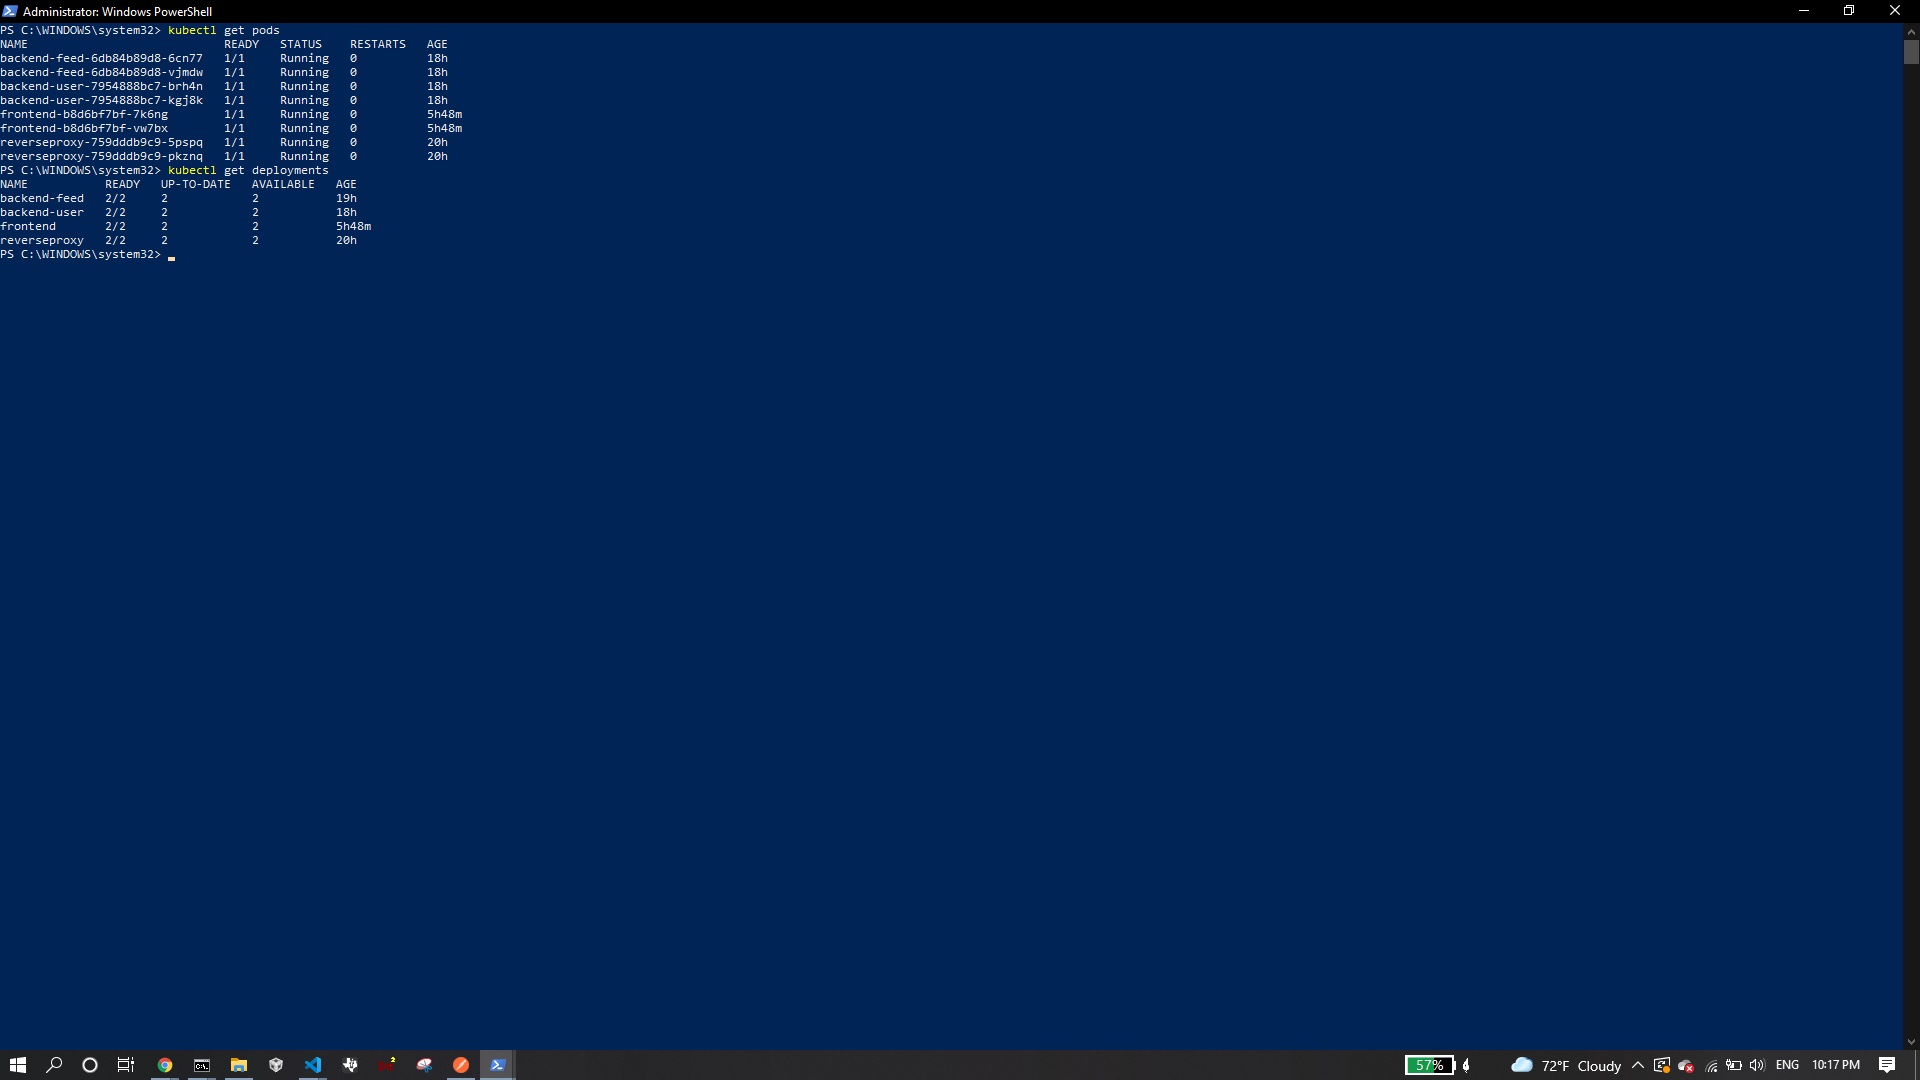 Administrator: Windows PowerShell
PS C:\WINDOWS\system32> kubectl get pods
NAME                            READY   STATUS    RESTARTS   AGE
backend-feed-6db84b89d8-6cn77   1/1     Running   0          18h
backend-feed-6db84b89d8-vjmdw   1/1     Running   0          18h
backend-user-7954888bc7-brh4n   1/1     Running   0          18h
backend-user-7954888bc7-kgj8k   1/1     Running   0          18h
frontend-b8d6bf7bf-7k6ng        1/1     Running   0          5h48m
frontend-b8d6bf7bf-vw7bx        1/1     Running   0          5h48m
reverseproxy-759dddb9c9-5pspq   1/1     Running   0          20h
reverseproxy-759dddb9c9-pkznq   1/1     Running   0          20h
PS C:\WINDOWS\system32> kubectl get deployments
NAME           READY   UP-TO-DATE   AVAILABLE   AGE
backend-feed   2/2     2            2           19h
backend-user   2/2     2            2           18h
frontend       2/2     2            2           5h48m
reverseproxy   2/2     2            2           20h
PS C:\WINDOWS\system32>
57% 72°F Cloudy ENG 10:17 PM